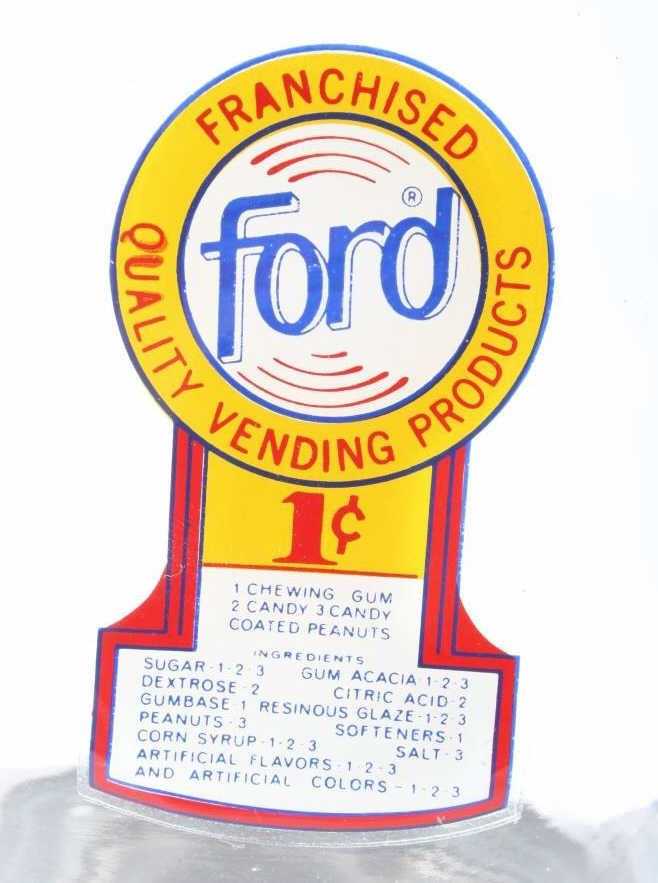 FRANCHISED
ford ®
QUALITY VENDING PRODUCTS
1¢
1 CHEWING GUM
2 CANDY 3 CANDY
COATED PEANUTS
INGREDIENTS
SUGAR-1-2-3 GUM ACACIA-1-2-3
DEXTROSE-2 CITRIC ACID-2
GUMBASE-1 RESINOUS GLAZE-1-2-3
PEANUTS-3 SOFTENERS-1
CORN SYRUP-1-2-3 SALT-3
ARTIFICIAL FLAVORS-1-2-3
AND ARTIFICIAL COLORS-1-2-3